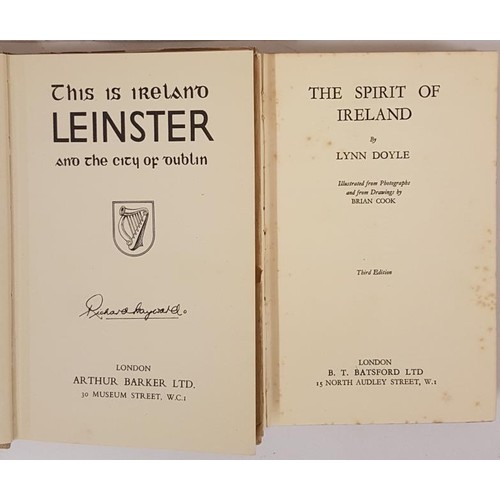 This is Ireland
LEINSTER
and the city of Dublin
Richard Hayward.
LONDON
ARTHUR BARKER LTD.
30 MUSEUM STREET, W.C.1
THE SPIRIT OF
IRELAND
By
LYNN DOYLE
Illustrated from Photographs
and from Drawings by
BRIAN COOK
Third Edition
LONDON
B. T. BATSFORD LTD
15 NORTH AUDLEY STREET, W.1